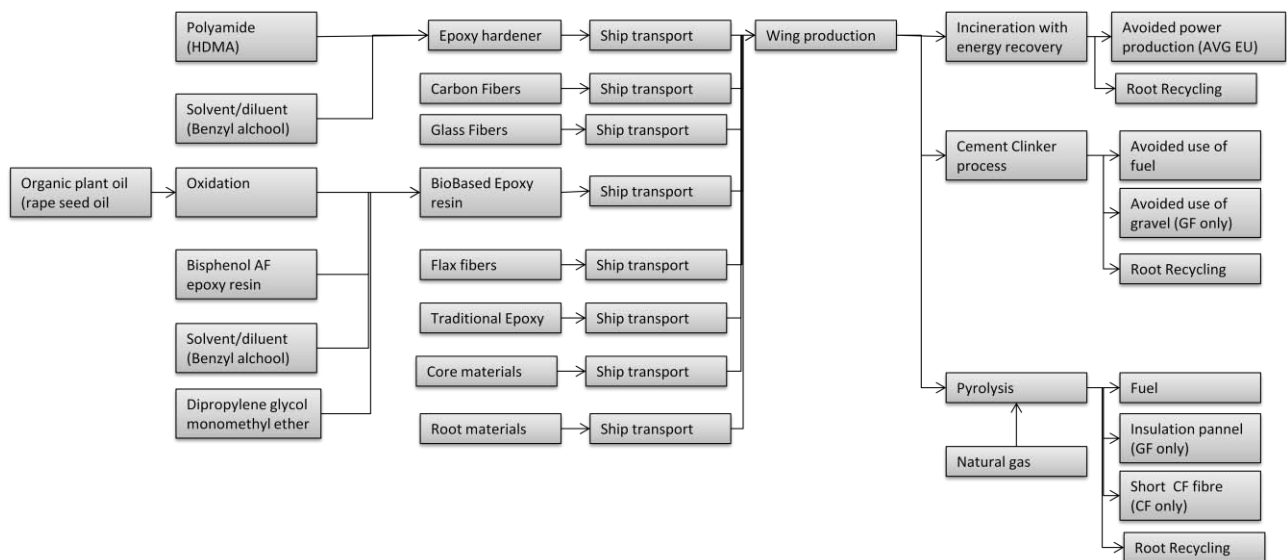 Polyamide
(HDMA)
Epoxy hardener
Ship transport
Wing production
Incineration with
energy recovery
Avoided power
production (AVG EU)
Root Recycling
Solvent/diluent
(Benzyl alchool)
Carbon Fibers
Ship transport
Glass Fibers
Ship transport
Cement Clinker
process
Avoided use of
fuel
Avoided use of
gravel (GF only)
Root Recycling
Organic plant oil
(rape seed oil
Oxidation
BioBased Epoxy
resin
Ship transport
Bisphenol AF
epoxy resin
Flax fibers
Ship transport
Solvent/diluent
(Benzyl alchool)
Traditional Epoxy
Ship transport
Core materials
Ship transport
Dipropylene glycol
monomethyl ether
Root materials
Ship transport
Pyrolysis
Natural gas
Fuel
Insulation pannel
(GF only)
Short CF fibre
(CF only)
Root Recycling